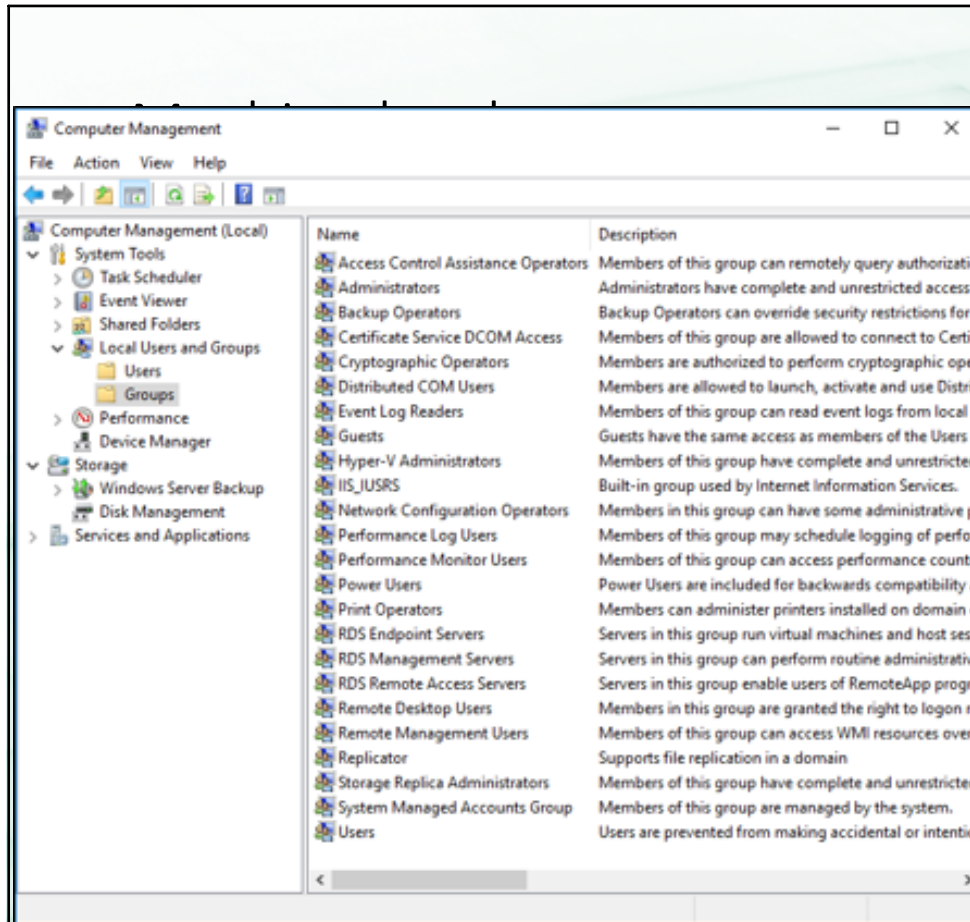 Computer Management
File Action View Help
Computer Management (Local)
System Tools
Task Scheduler
Event Viewer
Shared Folders
Local Users and Groups
Users
Groups
Performance
Device Manager
Storage
Windows Server Backup
Disk Management
Services and Applications
Name Description
Access Control Assistance Operators Members of this group can remotely query authorizati
Administrators Administrators have complete and unrestricted access
Backup Operators Backup Operators can override security restrictions for
Certificate Service DCOM Access Members of this group are allowed to connect to Certi
Cryptographic Operators Members are authorized to perform cryptographic ope
Distributed COM Users Members are allowed to launch, activate and use Distri
Event Log Readers Members of this group can read event logs from local
Guests Guests have the same access as members of the Users
Hyper-V Administrators Members of this group have complete and unrestricte
IIS_IUSRS Built-in group used by Internet Information Services.
Network Configuration Operators Members in this group can have some administrative p
Performance Log Users Members of this group may schedule logging of perfo
Performance Monitor Users Members of this group can access performance count
Power Users Power Users are included for backwards compatibility
Print Operators Members can administer printers installed on domain
RDS Endpoint Servers Servers in this group run virtual machines and host ses
RDS Management Servers Servers in this group can perform routine administrativ
RDS Remote Access Servers Servers in this group enable users of RemoteApp progr
Remote Desktop Users Members in this group are granted the right to logon r
Remote Management Users Members of this group can access WMI resources over
Replicator Supports file replication in a domain
Storage Replica Administrators Members of this group have complete and unrestricte
System Managed Accounts Group Members of this group are managed by the system.
Users Users are prevented from making accidental or intentio